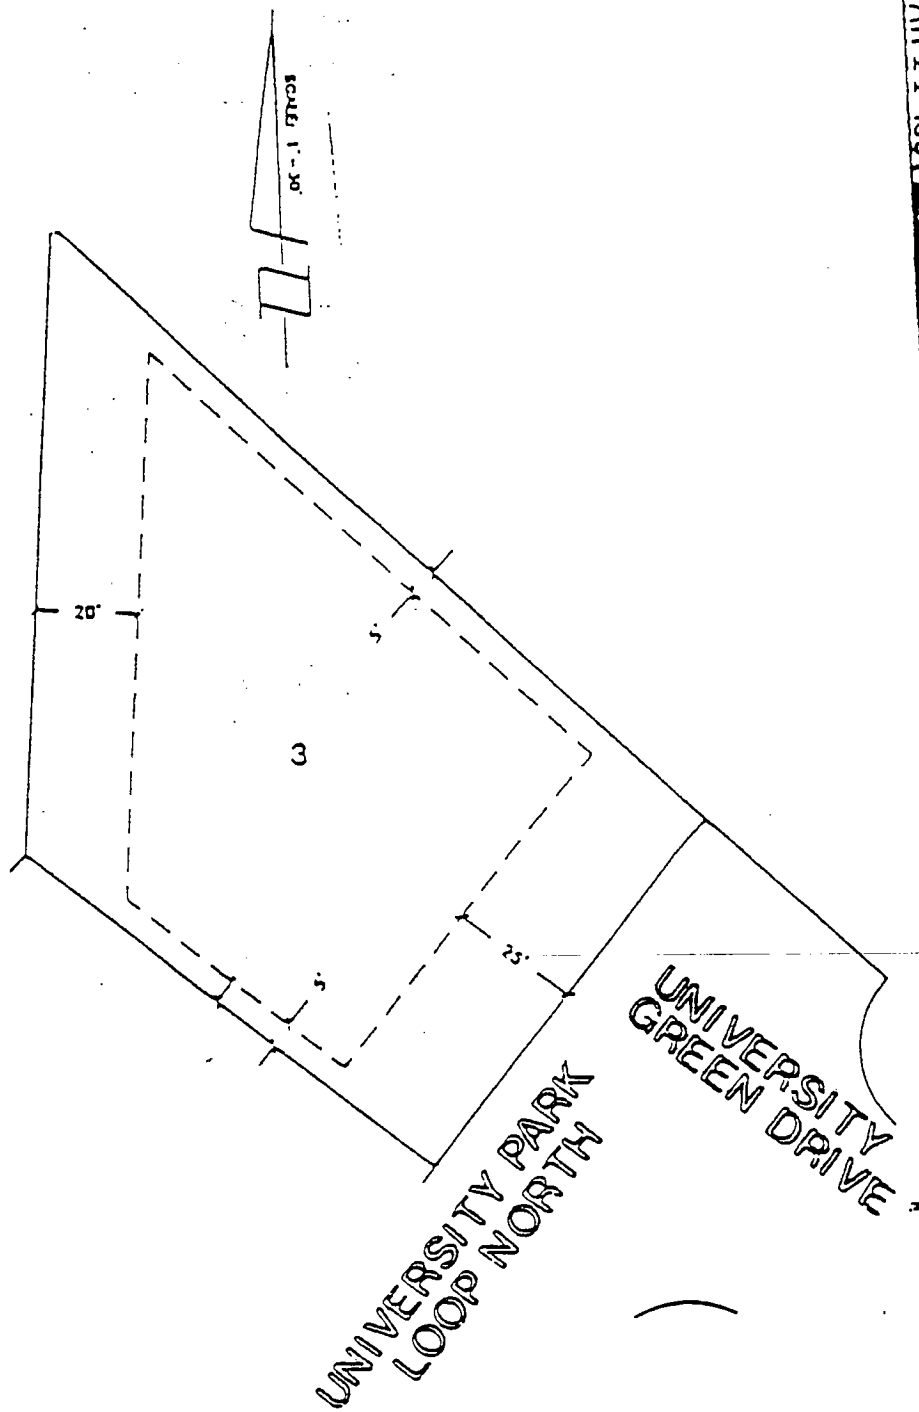 SCALE: 1" = 30'
20'
5'
3
25'
5'
UNIVERSITY
GREEN DRIVE
UNIVERSITY PARK
LOOP NORTH